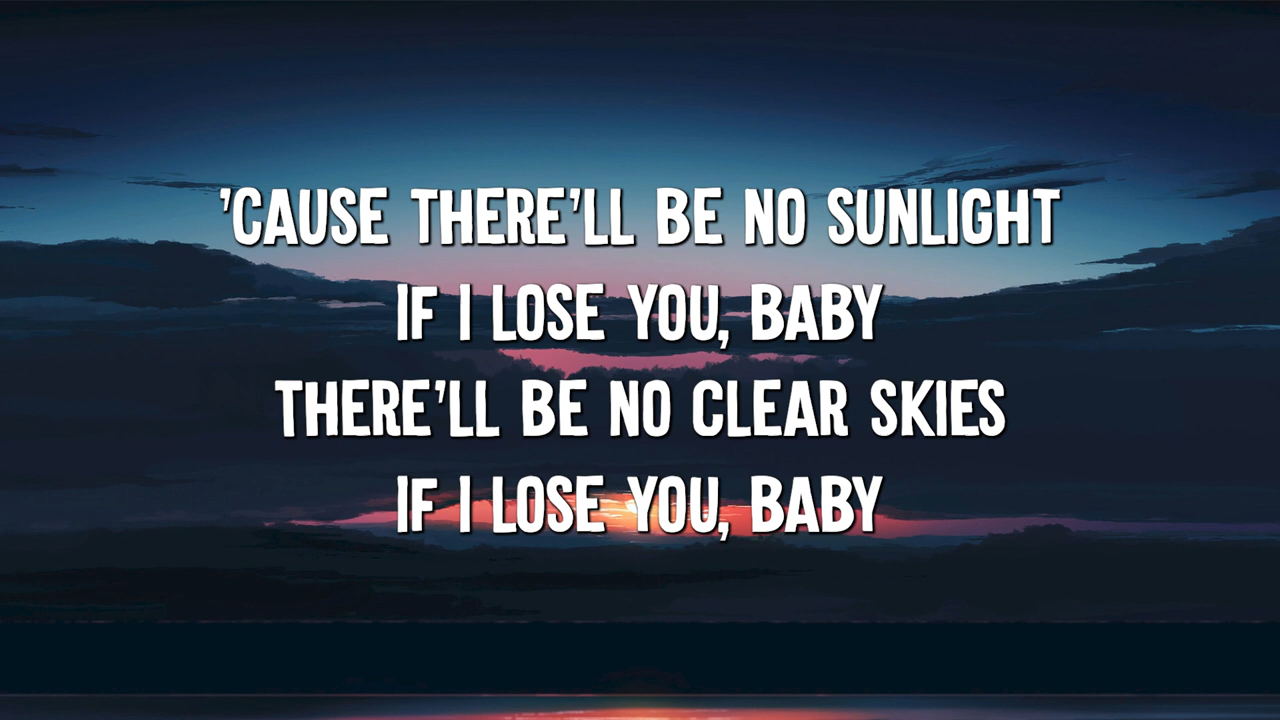 'CAUSE THERE'LL BE NO SUNLIGHT
IF I LOSE YOU, BABY
THERE'LL BE NO CLEAR SKIES
IF I LOSE YOU, BABY